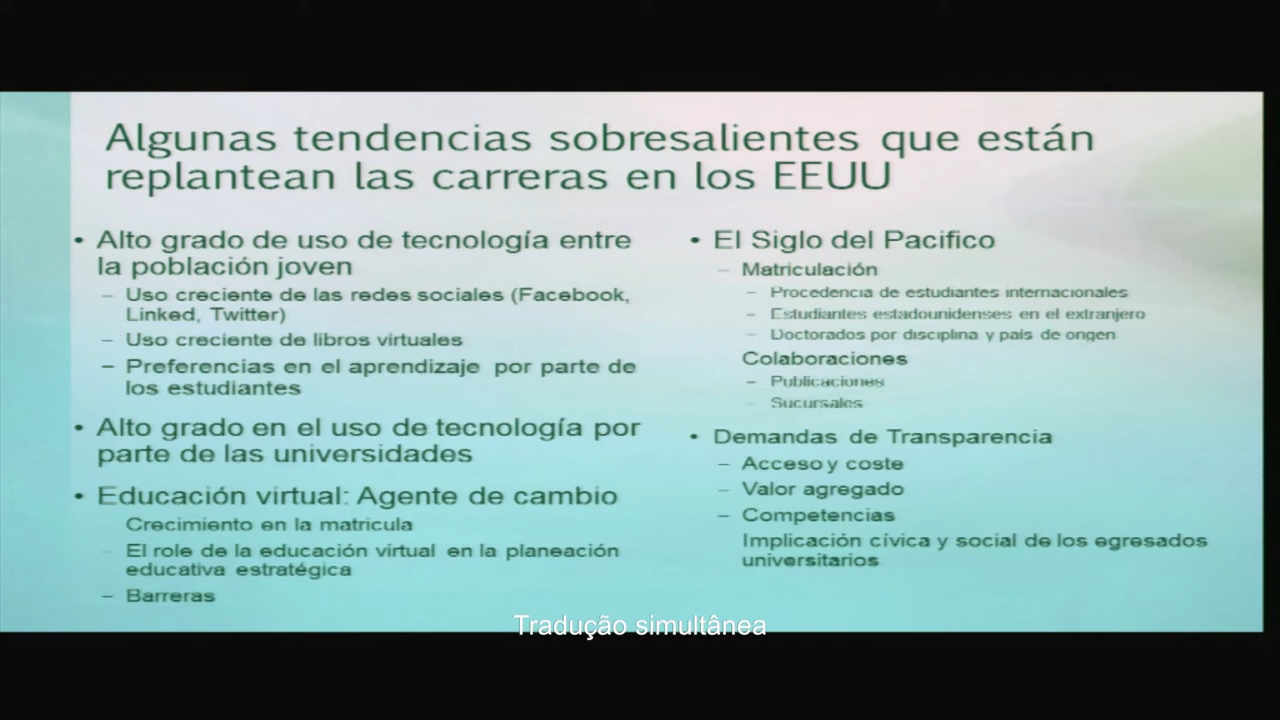 Algunas tendencias sobresalientes que están
replantean las carreras en los EEUU
• Alto grado de uso de tecnología entre
la población joven
– Uso creciente de las redes sociales (Facebook,
Linked, Twitter)
– Uso creciente de libros virtuales
– Preferencias en el aprendizaje por parte de
los estudiantes
• Alto grado en el uso de tecnología por
parte de las universidades
• Educación virtual: Agente de cambio
Crecimiento en la matricula
– El role de la educación virtual en la planeación
educativa estratégica
– Barreras
• El Siglo del Pacifico
– Matriculación
– Procedencia de estudiantes internacionales
– Estudiantes estadounidenses en el extranjero
– Doctorados por disciplina y país de origen
Colaboraciones
– Publicaciones
– Sucursales
• Demandas de Transparencia
– Acceso y coste
– Valor agregado
– Competencias
Implicación cívica y social de los egresados
universitarios
Tradução simultânea